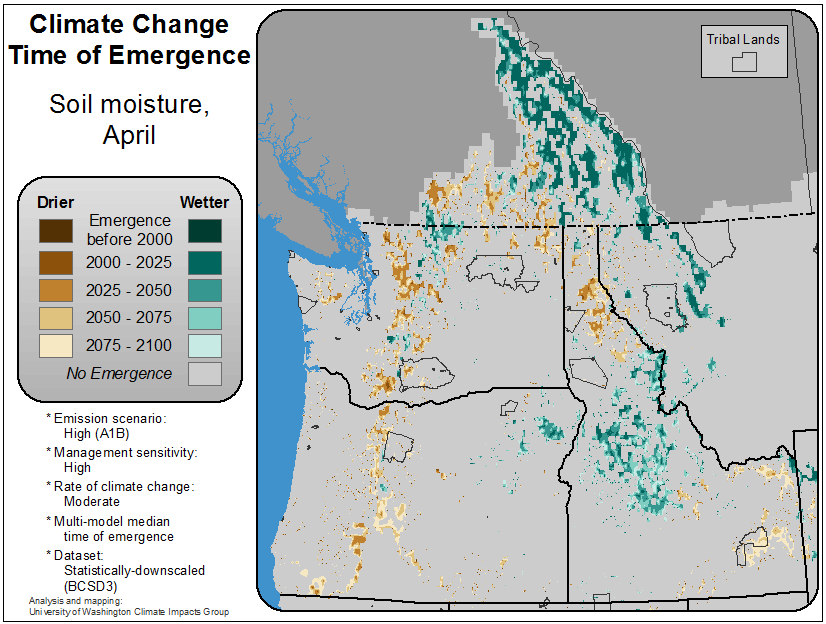 Climate Change
Time of Emergence
Soil moisture,
April
Drier
Wetter
Emergence
before 2000
2000 - 2025
2025 - 2050
2050 - 2075
2075 - 2100
No Emergence
* Emission scenario:
High (A1B)
* Management sensitivity:
High
* Rate of climate change:
Moderate
* Multi-model median
time of emergence
* Dataset:
Statistically-downscaled
(BCSD3)
Analysis and mapping:
University of Washington Climate Impacts Group
Tribal Lands